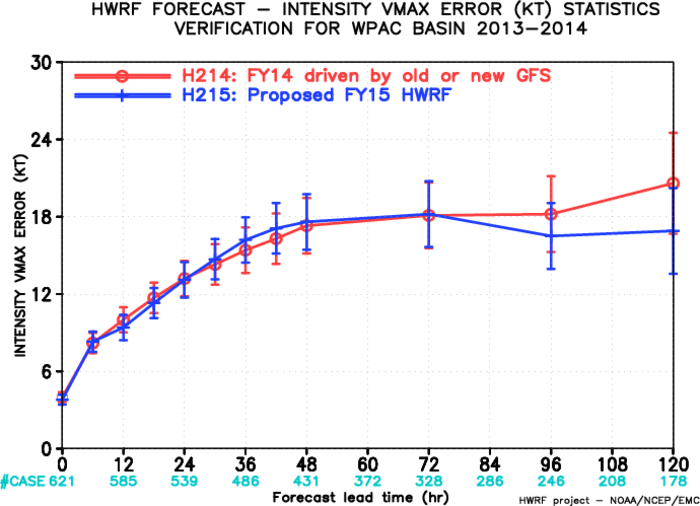 HWRF FORECAST – INTENSITY VMAX ERROR (KT) STATISTICS
VERIFICATION FOR WPAC BASIN 2013–2014
H214: FY14 driven by old or new GFS
H215: Proposed FY15 HWRF
INTENSITY VMAX ERROR (KT)
30
24
18
12
6
0
0 12 24 36 48 60 72 84 96 108 120
#CASE 621 585 539 486 431 372 328 286 246 208 178
Forecast lead time (hr)
HWRF project – NOAA/NCEP/EMC